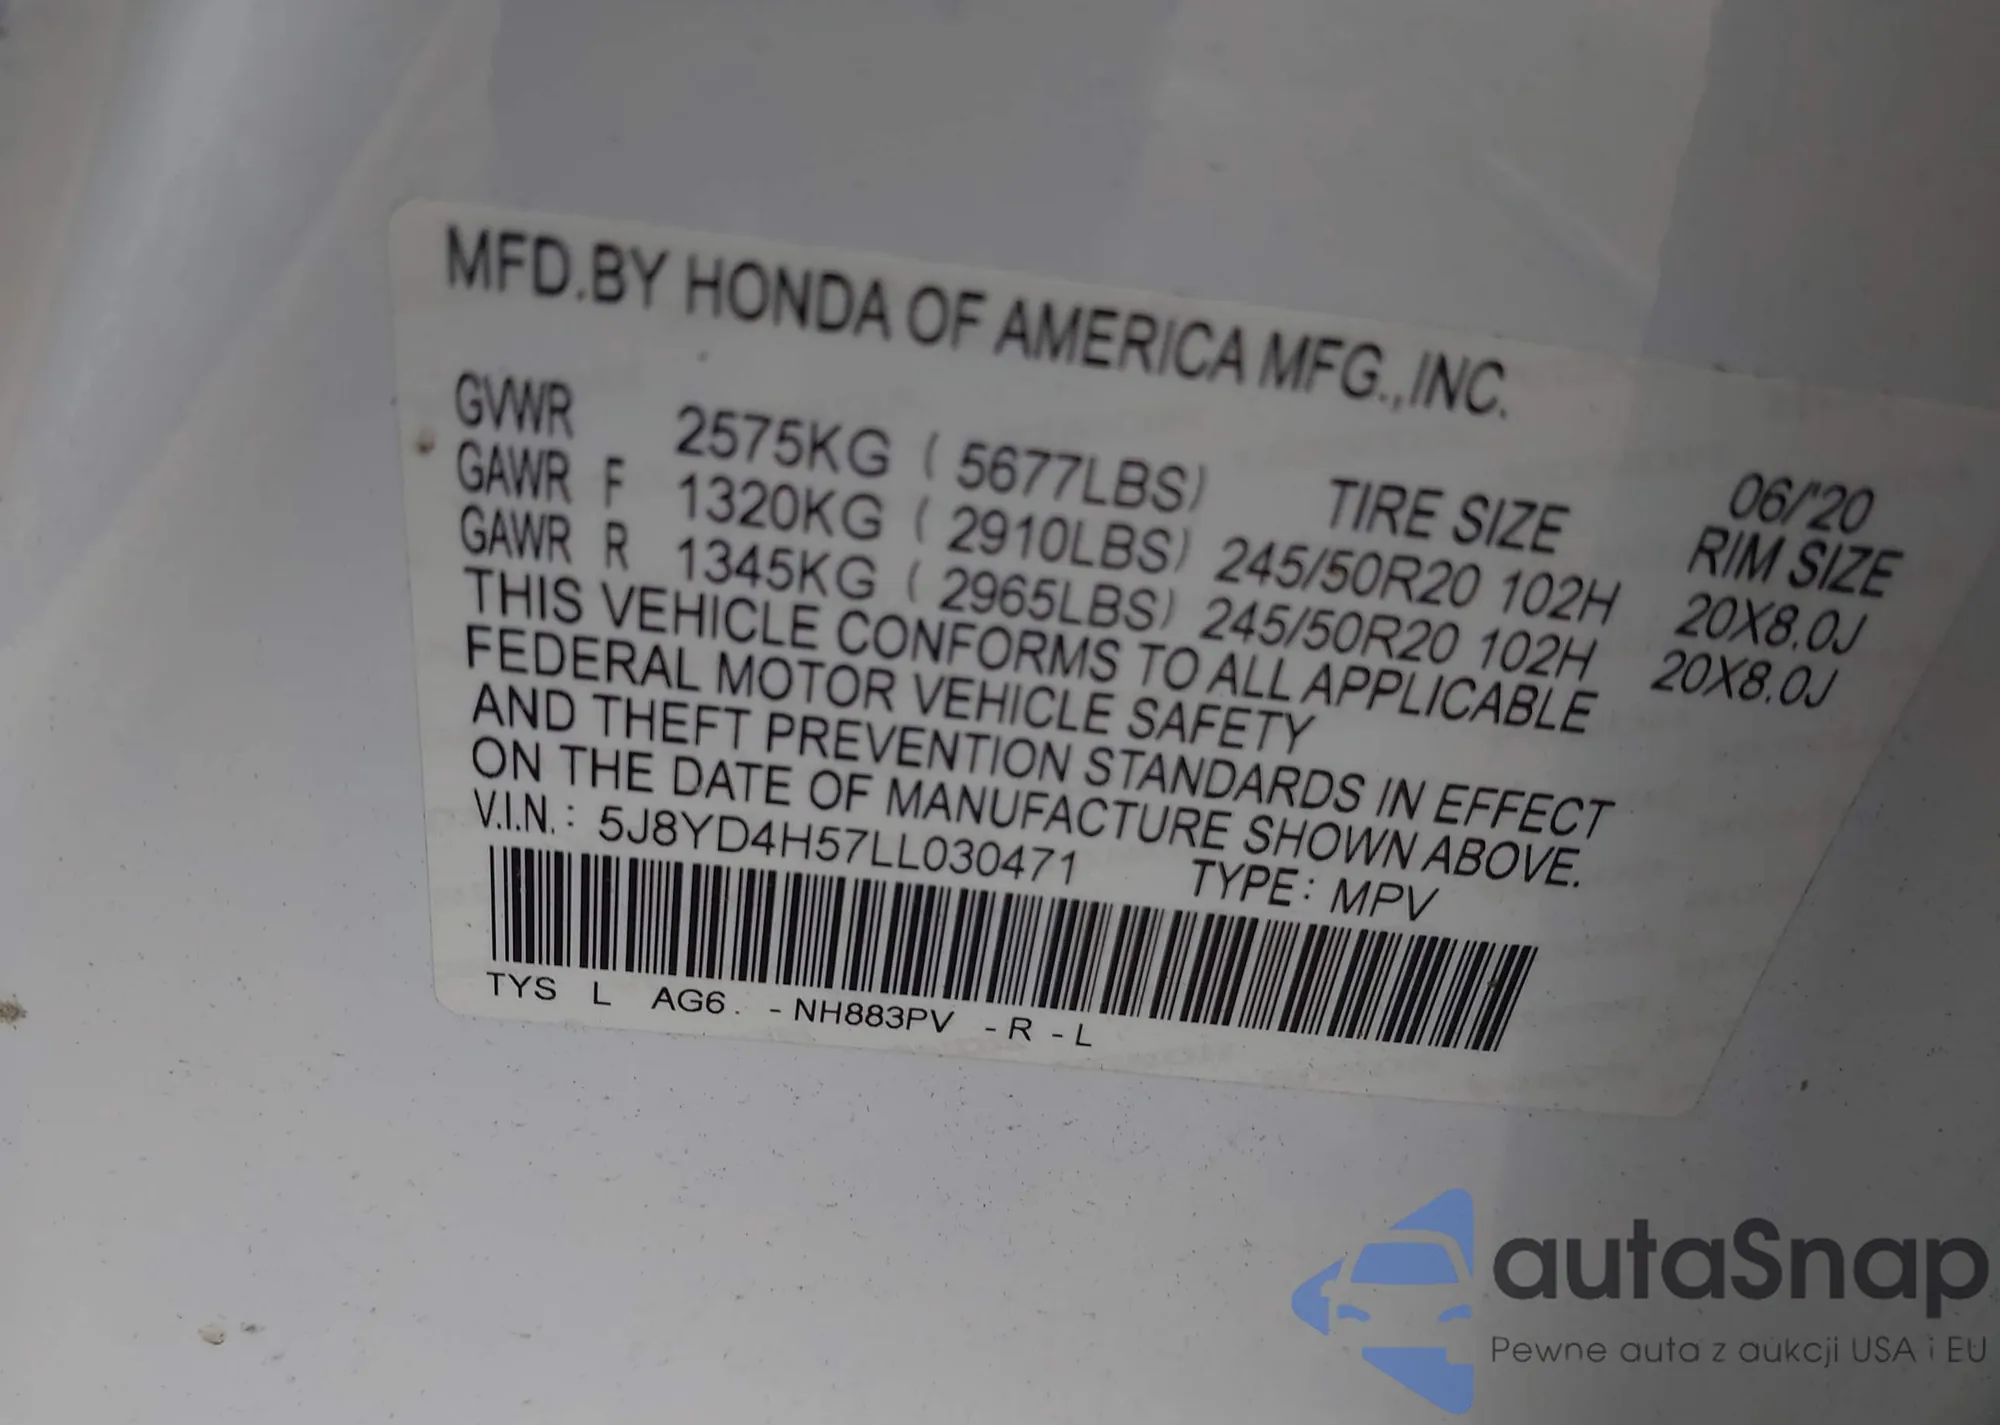 MFD.BY HONDA OF AMERICA MFG.,INC.
GVWR 2575KG ( 5677LBS) 06/'20
TIRE SIZE RIM SIZE
GAWR F 1320KG ( 2910LBS) 245/50R20 102H 20X8.0J
GAWR R 1345KG ( 2965LBS) 245/50R20 102H 20X8.0J
THIS VEHICLE CONFORMS TO ALL APPLICABLE
FEDERAL MOTOR VEHICLE SAFETY
AND THEFT PREVENTION STANDARDS IN EFFECT
ON THE DATE OF MANUFACTURE SHOWN ABOVE.
V.I.N.: 5J8YD4H57LL030471 TYPE: MPV
TYS L AG6. -NH883PV -R-L
autaSnap
Pewne auta z aukcji USA i EU